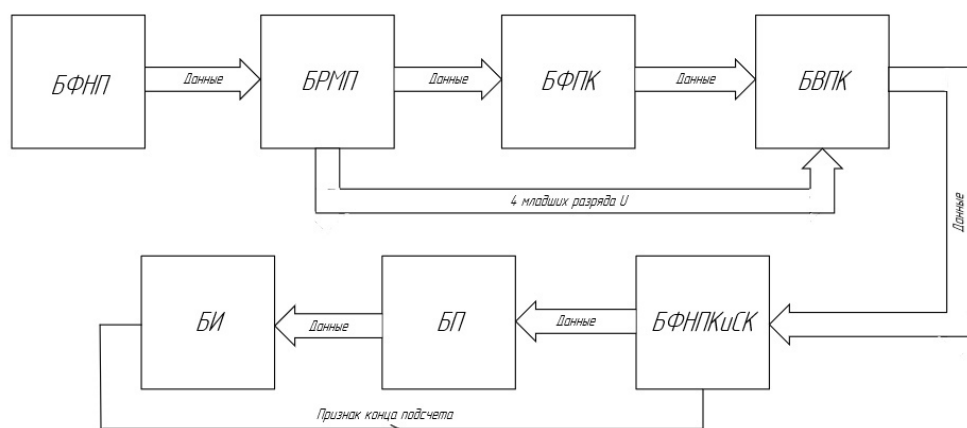 БФНП
Данные
БРМП
Данные
БФПК
Данные
БВПК
4 младших разряда U
Данные
БИ
Данные
БП
Данные
БФНПКиСК
Признак конца подсчета